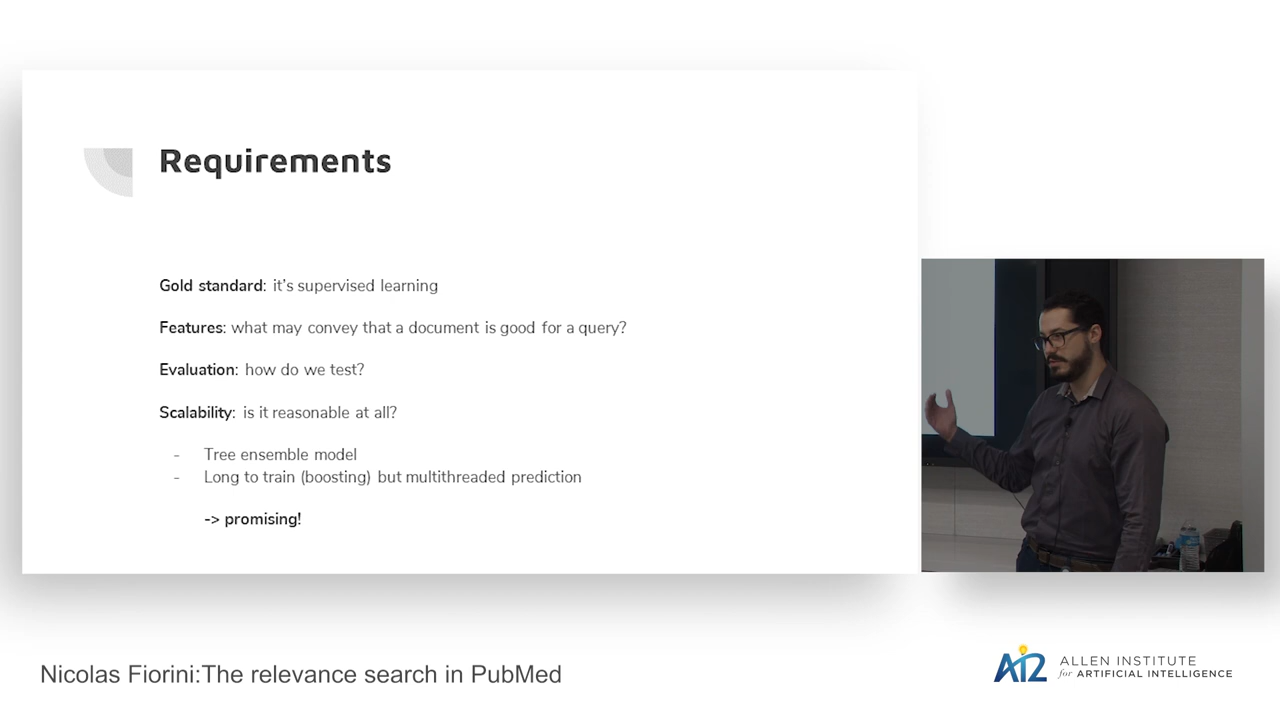 Requirements
Gold standard: it's supervised learning
Features: what may convey that a document is good for a query?
Evaluation: how do we test?
Scalability: is it reasonable at all?
- Tree ensemble model
- Long to train (boosting) but multithreaded prediction
-> promising!
Nicolas Fiorini:The relevance search in PubMed
AI2 ALLEN INSTITUTE
for ARTIFICIAL INTELLIGENCE